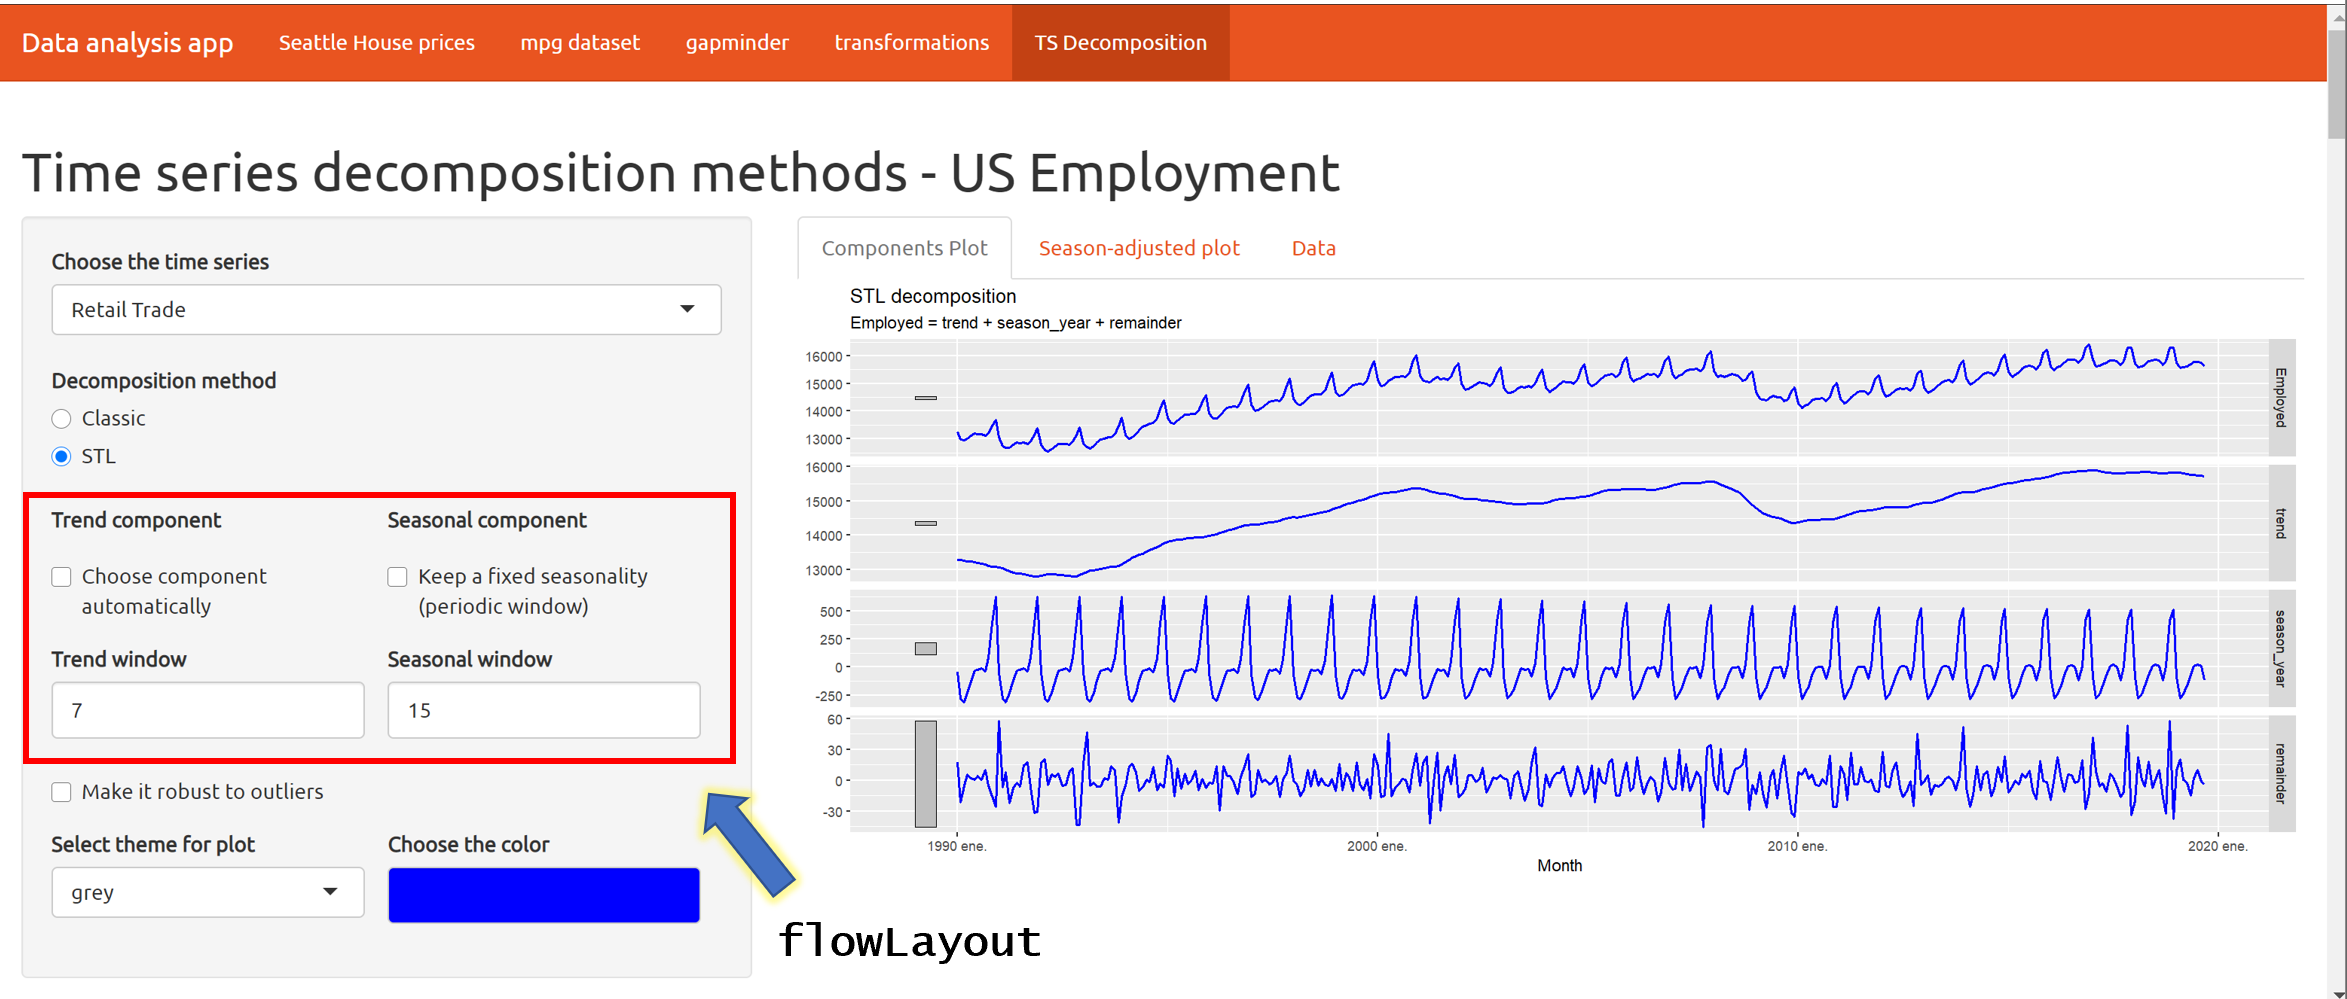 Data analysis app Seattle House prices mpg dataset gapminder transformations TS Decomposition
Time series decomposition methods - US Employment
Choose the time series
Retail Trade
Decomposition method
Classic
STL
Trend component Seasonal component
Choose component
automatically
Keep a fixed seasonality
(periodic window)
Trend window Seasonal window
7 15
Make it robust to outliers
Select theme for plot Choose the color
grey
flowLayout
Components Plot Season-adjusted plot Data
STL decomposition
Employed = trend + season_year + remainder
16000
15000
14000
13000
Employed
16000
15000
14000
13000
trend
500
250
0
-250
season_year
60
30
0
-30
remainder
1990 ene. 2000 ene. 2010 ene. 2020 ene.
Month